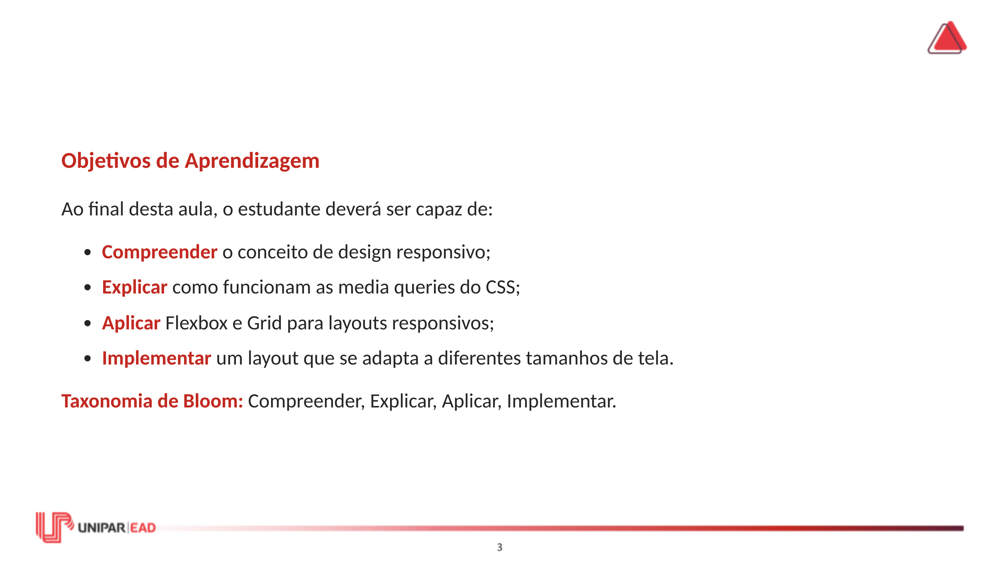 Objetivos de Aprendizagem
Ao final desta aula, o estudante deverá ser capaz de:
• Compreender o conceito de design responsivo;
• Explicar como funcionam as media queries do CSS;
• Aplicar Flexbox e Grid para layouts responsivos;
• Implementar um layout que se adapta a diferentes tamanhos de tela.
Taxonomia de Bloom: Compreender, Explicar, Aplicar, Implementar.
UNIPAR|EAD
3